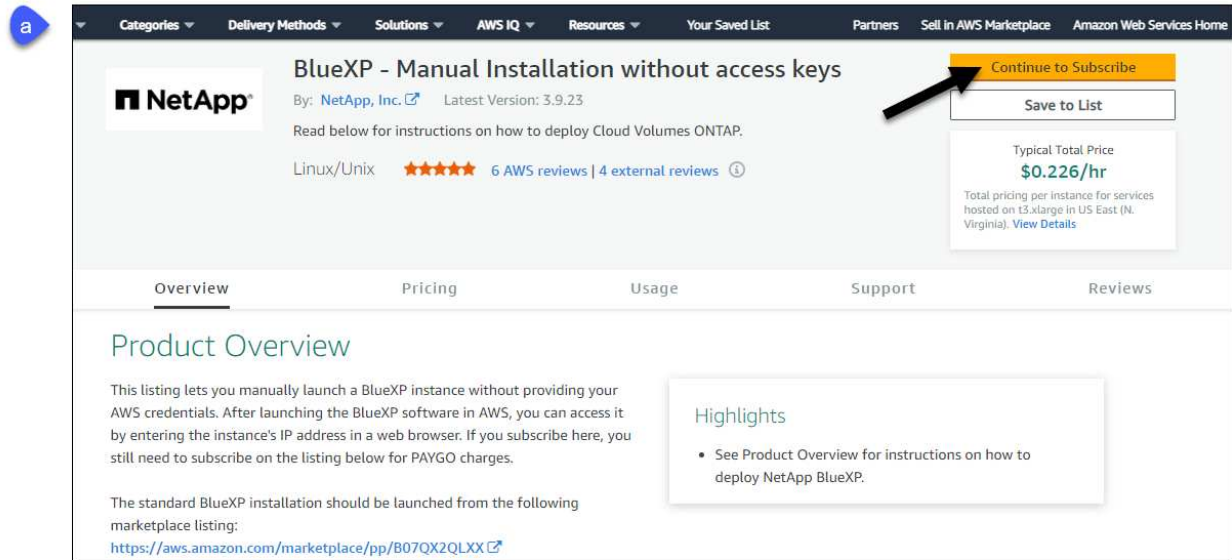 a
Categories Delivery Methods Solutions AWS IQ Resources Your Saved List Partners Sell in AWS Marketplace Amazon Web Services Home
NetApp®
BlueXP - Manual Installation without access keys
By: NetApp, Inc. Latest Version: 3.9.23
Read below for instructions on how to deploy Cloud Volumes ONTAP.
Linux/Unix 6 AWS reviews | 4 external reviews
Continue to Subscribe
Save to List
Typical Total Price
$0.226/hr
Total pricing per instance for services
hosted on t3.xlarge in US East (N.
Virginia). View Details
Overview Pricing Usage Support Reviews
Product Overview
This listing lets you manually launch a BlueXP instance without providing your
AWS credentials. After launching the BlueXP software in AWS, you can access it
by entering the instance's IP address in a web browser. If you subscribe here, you
still need to subscribe on the listing below for PAYGO charges.
The standard BlueXP installation should be launched from the following
marketplace listing:
https://aws.amazon.com/marketplace/pp/B07QX2QLXX
Highlights
• See Product Overview for instructions on how to
deploy NetApp BlueXP.